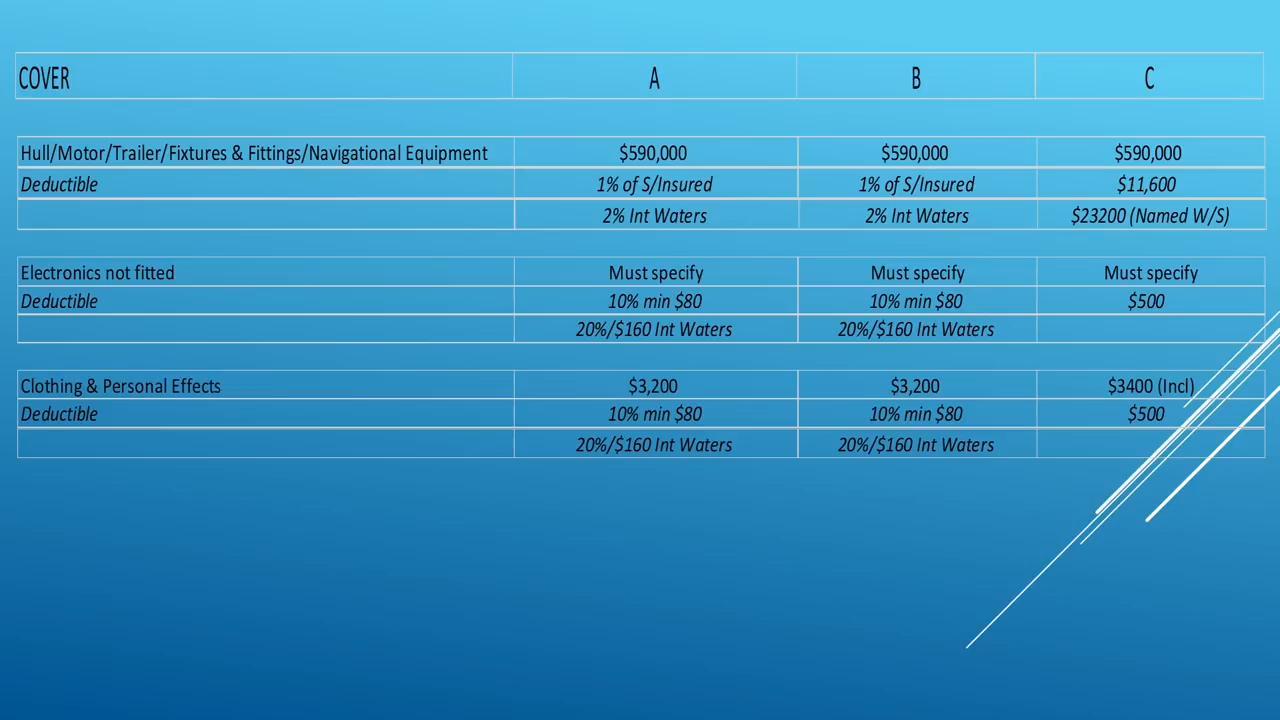 COVER A B C
Hull/Motor/Trailer/Fixtures & Fittings/Navigational Equipment $590,000 $590,000 $590,000
Deductible 1% of S/Insured 1% of S/Insured $11,600
2% Int Waters 2% Int Waters $23200 (Named W/S)
Electronics not fitted Must specify Must specify Must specify
Deductible 10% min $80 10% min $80 $500
20%/$160 Int Waters 20%/$160 Int Waters
Clothing & Personal Effects $3,200 $3,200 $3400 (Incl)
Deductible 10% min $80 10% min $80 $500
20%/$160 Int Waters 20%/$160 Int Waters